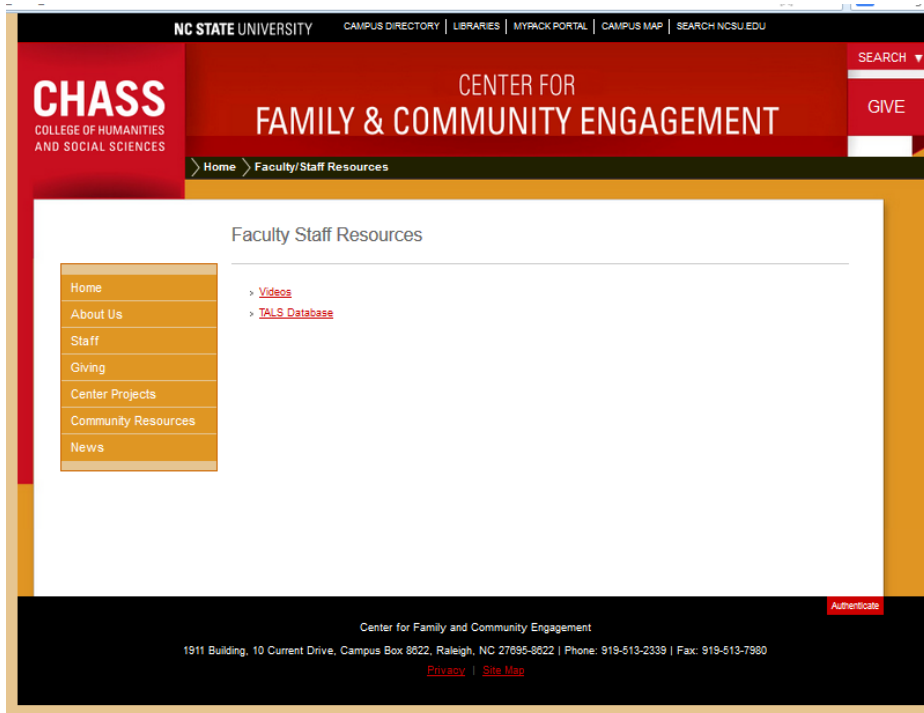 NC STATE UNIVERSITY CAMPUS DIRECTORY | LIBRARIES | MYPACK PORTAL | CAMPUS MAP | SEARCH NCSU.EDU
SEARCH ▼
GIVE
CHASS
COLLEGE OF HUMANITIES
AND SOCIAL SCIENCES
CENTER FOR
FAMILY & COMMUNITY ENGAGEMENT
Home Faculty/Staff Resources
Faculty Staff Resources
Home
About Us
Staff
Giving
Center Projects
Community Resources
News
› Videos
› TALS Database
Authenticate
Center for Family and Community Engagement
1911 Building, 10 Current Drive, Campus Box 8622, Raleigh, NC 27695-8622 | Phone: 919-513-2339 | Fax: 919-513-7980
Privacy | Site Map